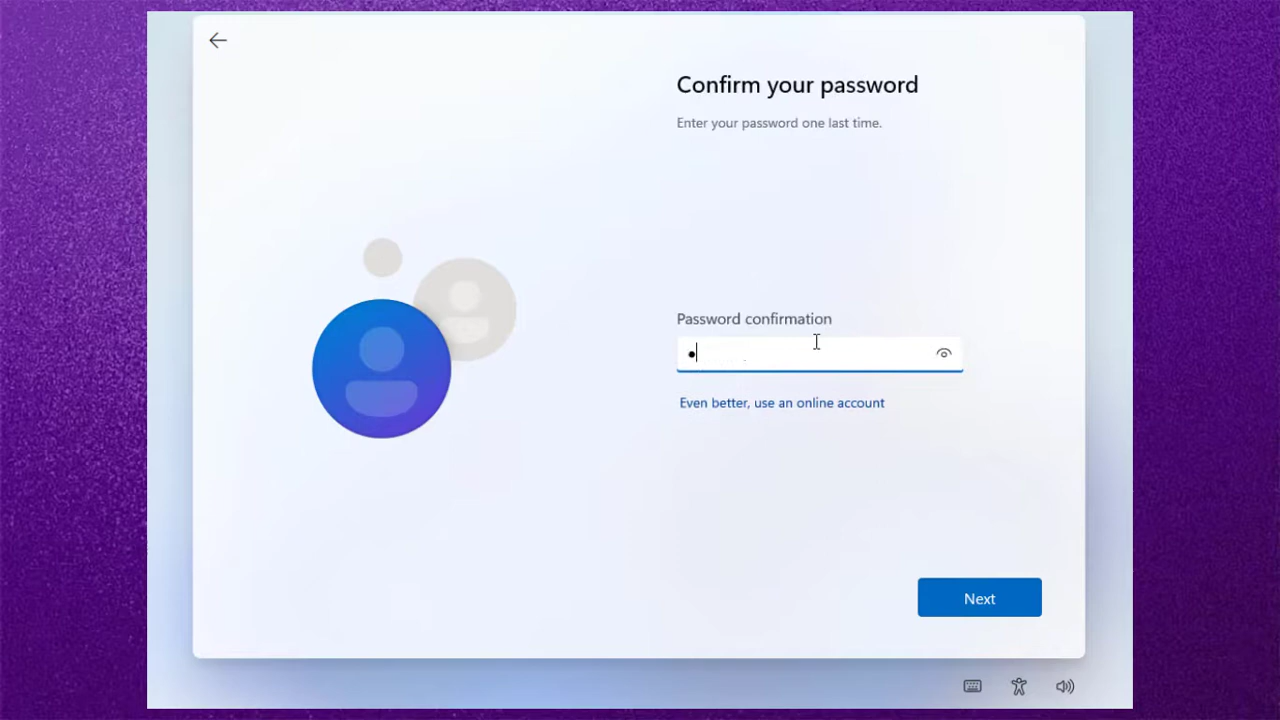 Confirm your password
Enter your password one last time.
Password confirmation
Even better, use an online account
Next